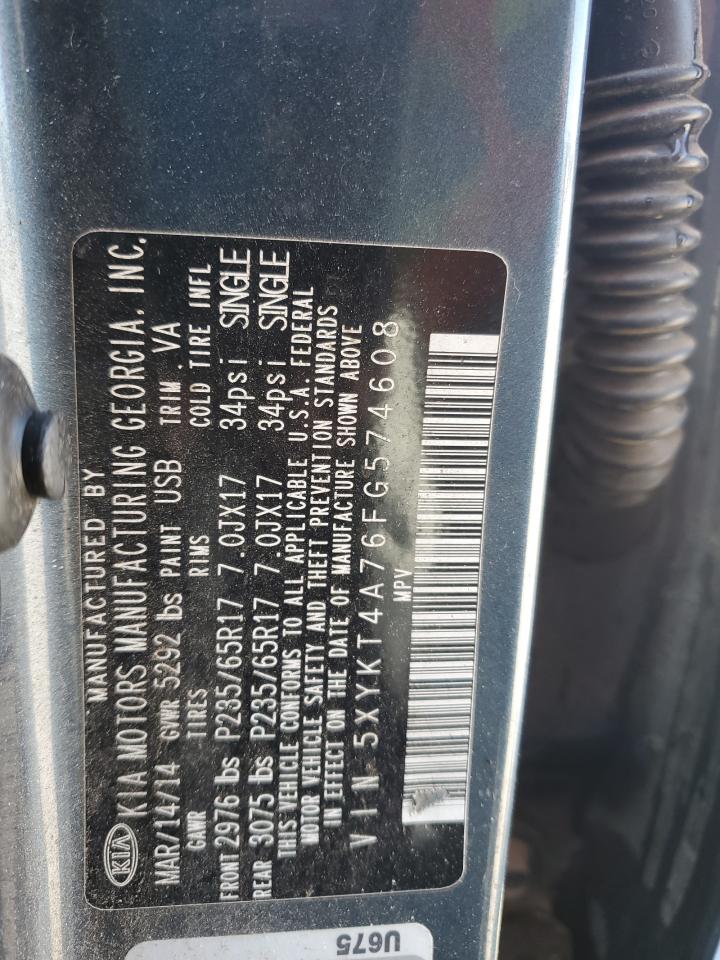 MANUFACTURED BY
KIA KIA MOTORS MANUFACTURING GEORGIA, INC.
MAR/14/14 GVWR 5292 lbs PAINT USB TRIM. VA
GAWR TIRES RIMS COLD TIRE INFL
FRONT 2976 lbs P235/65R17 7.0JX17 34psi SINGLE
REAR 3075 lbs P235/65R17 7.0JX17 34psi SINGLE
THIS VEHICLE CONFORMS TO ALL APPLICABLE U.S.A. FEDERAL
MOTOR VEHICLE SAFETY AND THEFT PREVENTION STANDARDS
IN EFFECT ON THE DATE OF MANUFACTURE SHOWN ABOVE
VIN 5XYKT4A76FG574608
MPV
U675